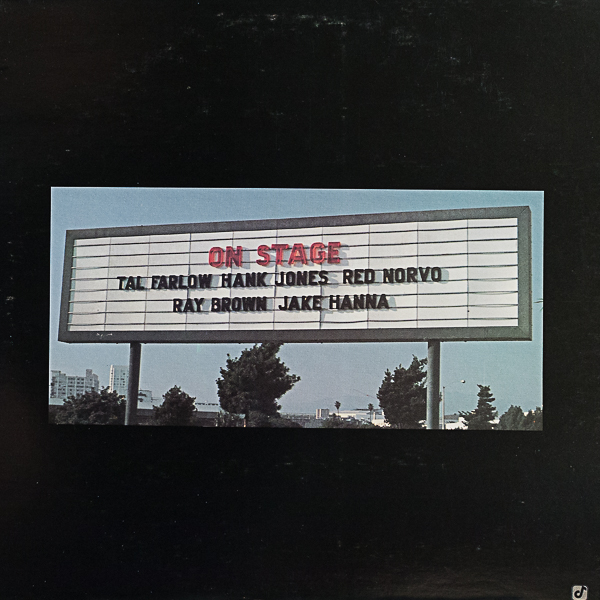 ON STAGE
TAL FARLOW HANK JONES RED NORVO
RAY BROWN JAKE HANNA